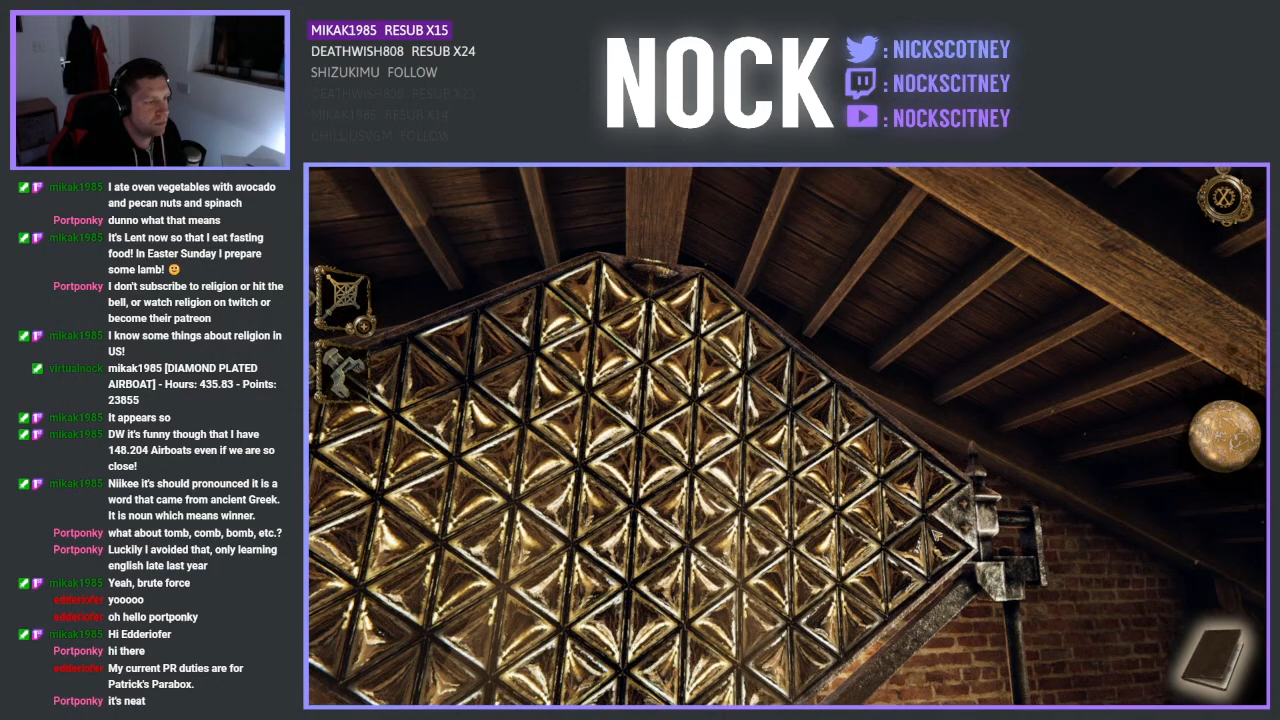 MIKAK1985 RESUB X15
DEATHWISH808 RESUB X24
SHIZUKIMU FOLLOW
DEATHWISH808 RESUB X23
MIKAK1985 RESUB X14
NOCK
: NICKSCOTNEY
: NOCKSCITNEY
: NOCKSCITNEY
mikak1985 I ate oven vegetables with avocado
and pecan nuts and spinach
Portponky dunno what that means
mikak1985 It's Lent now so that I eat fasting
food! In Easter Sunday I prepare
some lamb! 🙂
Portponky I don't subscribe to religion or hit the
bell, or watch religion on twitch or
become their patreon
mikak1985 I know some things about religion in
US!
virtualnock mikak1985 [DIAMOND PLATED
AIRBOAT] - Hours: 435.83 - Points:
23855
mikak1985 It appears so
mikak1985 DW it's funny though that I have
148.204 Airboats even if we are so
close!
mikak1985 Niikee it's should pronounced it is a
word that came from ancient Greek.
It is noun which means winner.
Portponky what about tomb, comb, bomb, etc.?
Portponky Luckily I avoided that, only learning
english late last year
mikak1985 Yeah, brute force
edderiofer yooooo
edderiofer oh hello portponky
mikak1985 Hi Edderiofer
Portponky hi there
edderiofer My current PR duties are for
Patrick's Parabox.
Portponky it's neat